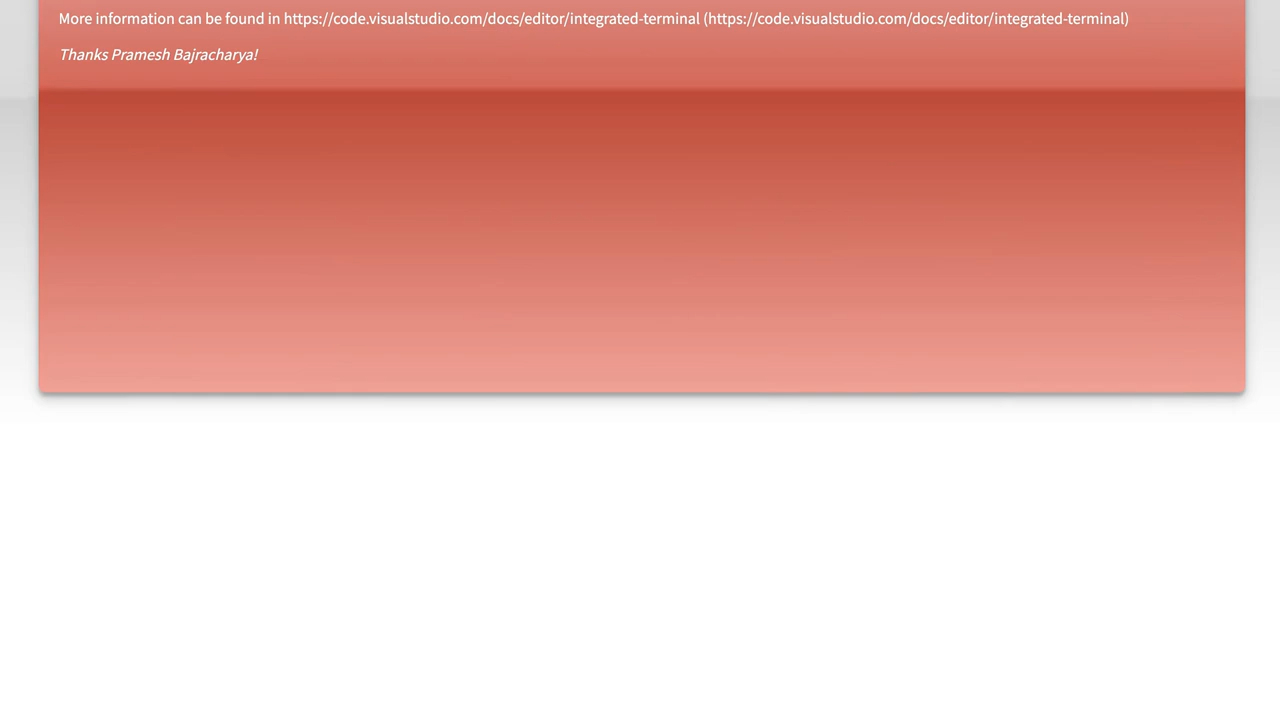 More information can be found in https://code.visualstudio.com/docs/editor/integrated-terminal (https://code.visualstudio.com/docs/editor/integrated-terminal)
Thanks Pramesh Bajracharya!